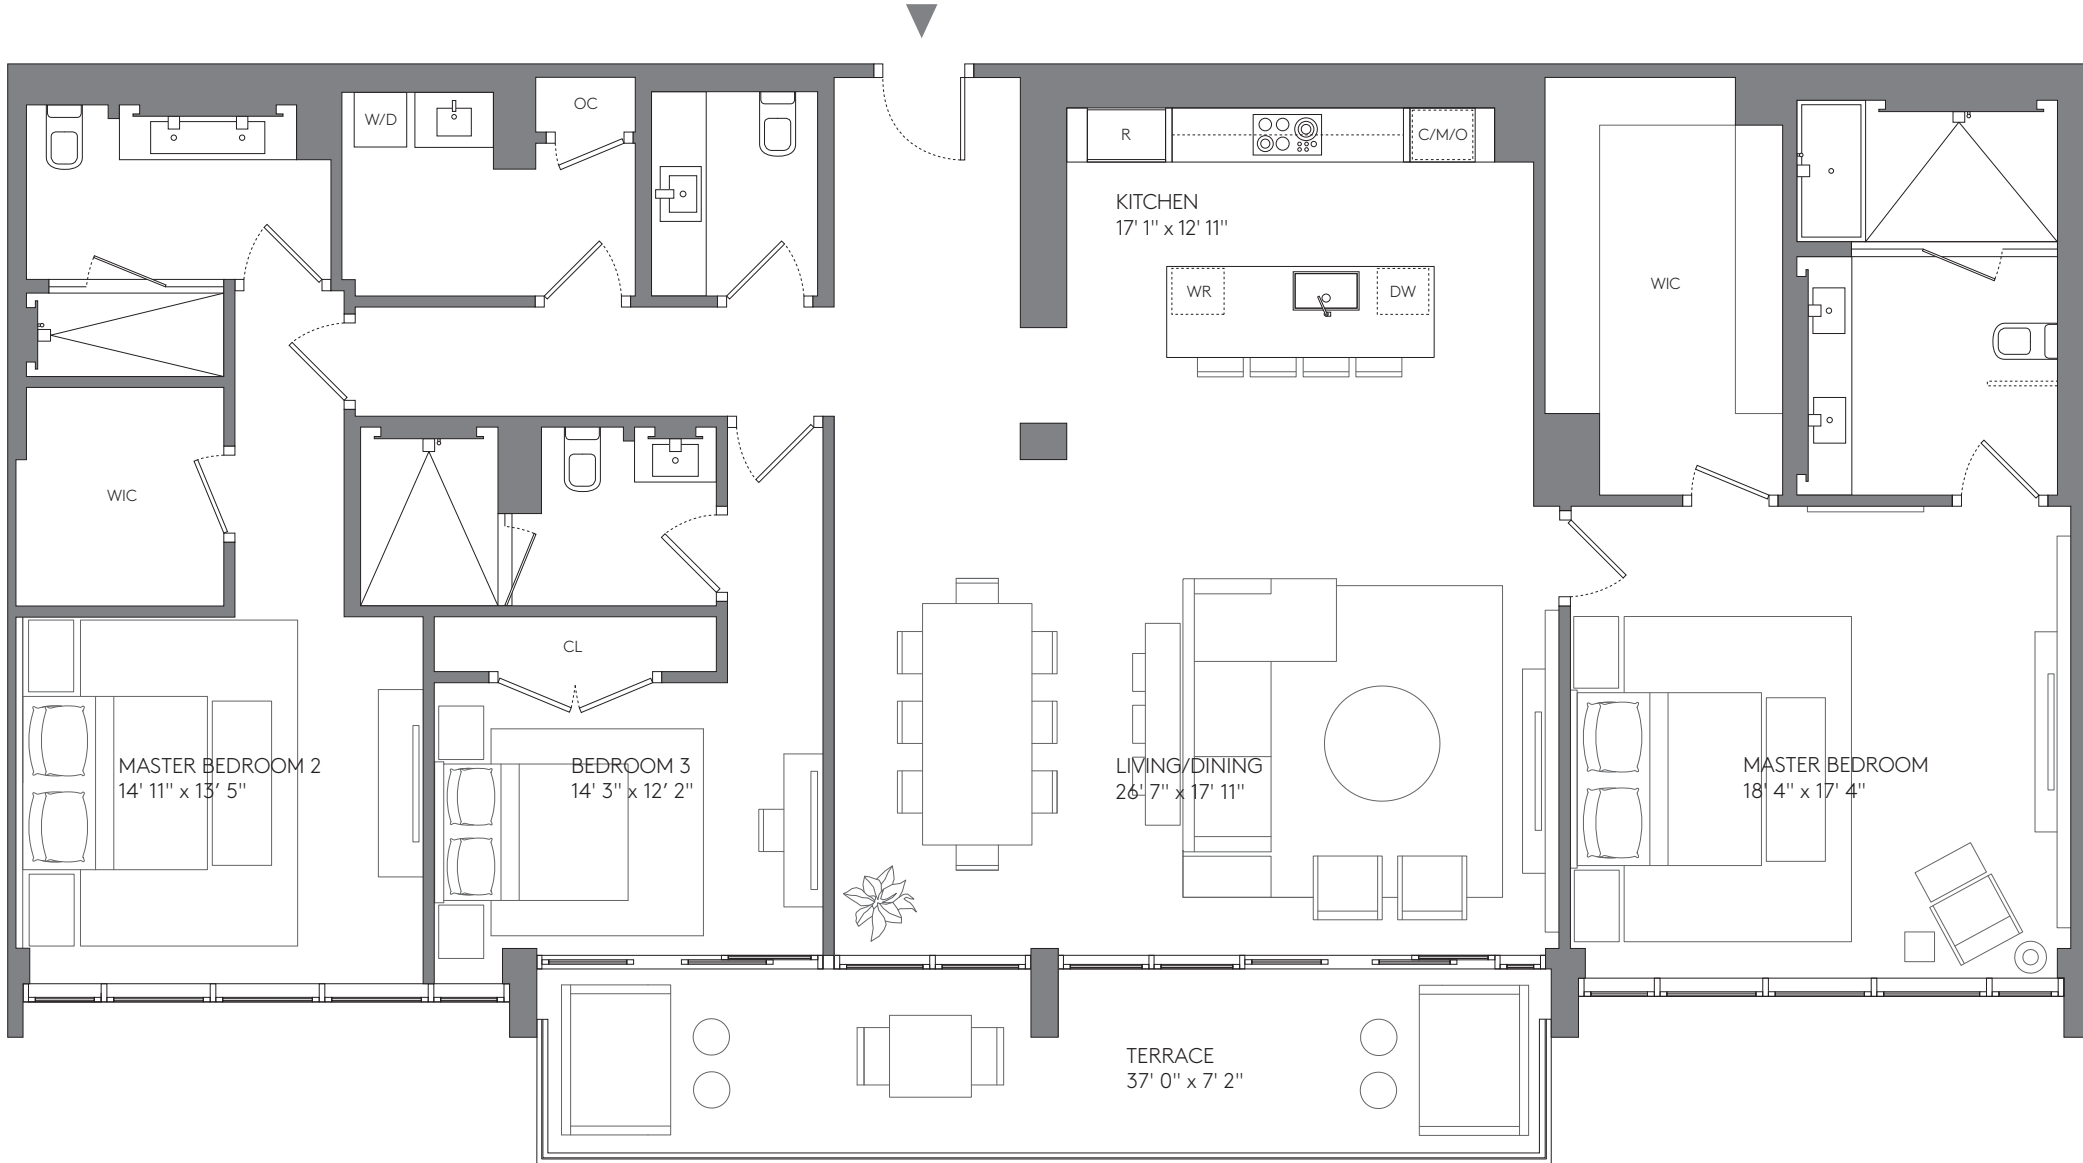 OC
W/D
R
C/M/O
KITCHEN
17' 1" x 12' 11"
WR
DW
WIC
WIC
CL
MASTER BEDROOM 2
14' 11" x 13' 5"
BEDROOM 3
14' 3" x 12' 2"
LIVING/DINING
26' 7" x 17' 11"
MASTER BEDROOM
18' 4" x 17' 4"
TERRACE
37' 0" x 7' 2"